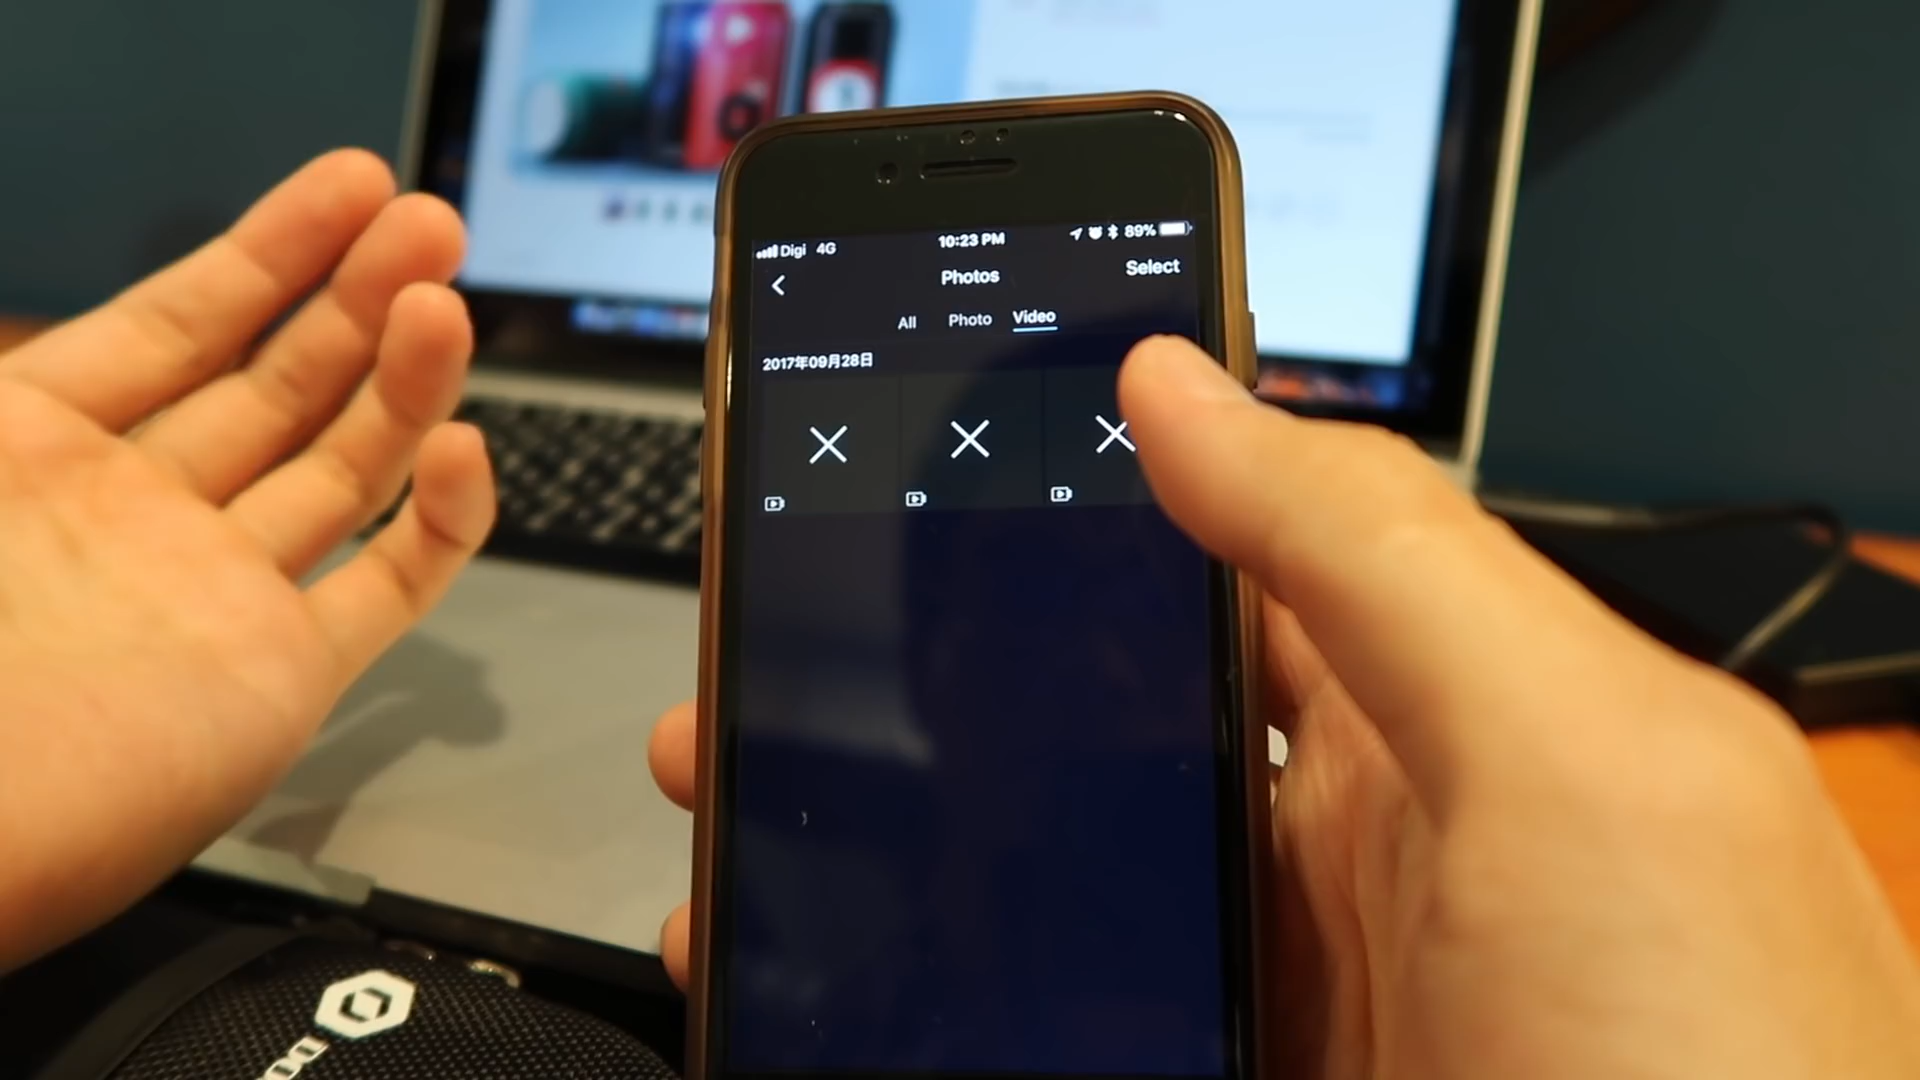 Digi 4G 10:23 PM 89%
Photos Select
All Photo Video
2017年09月28日